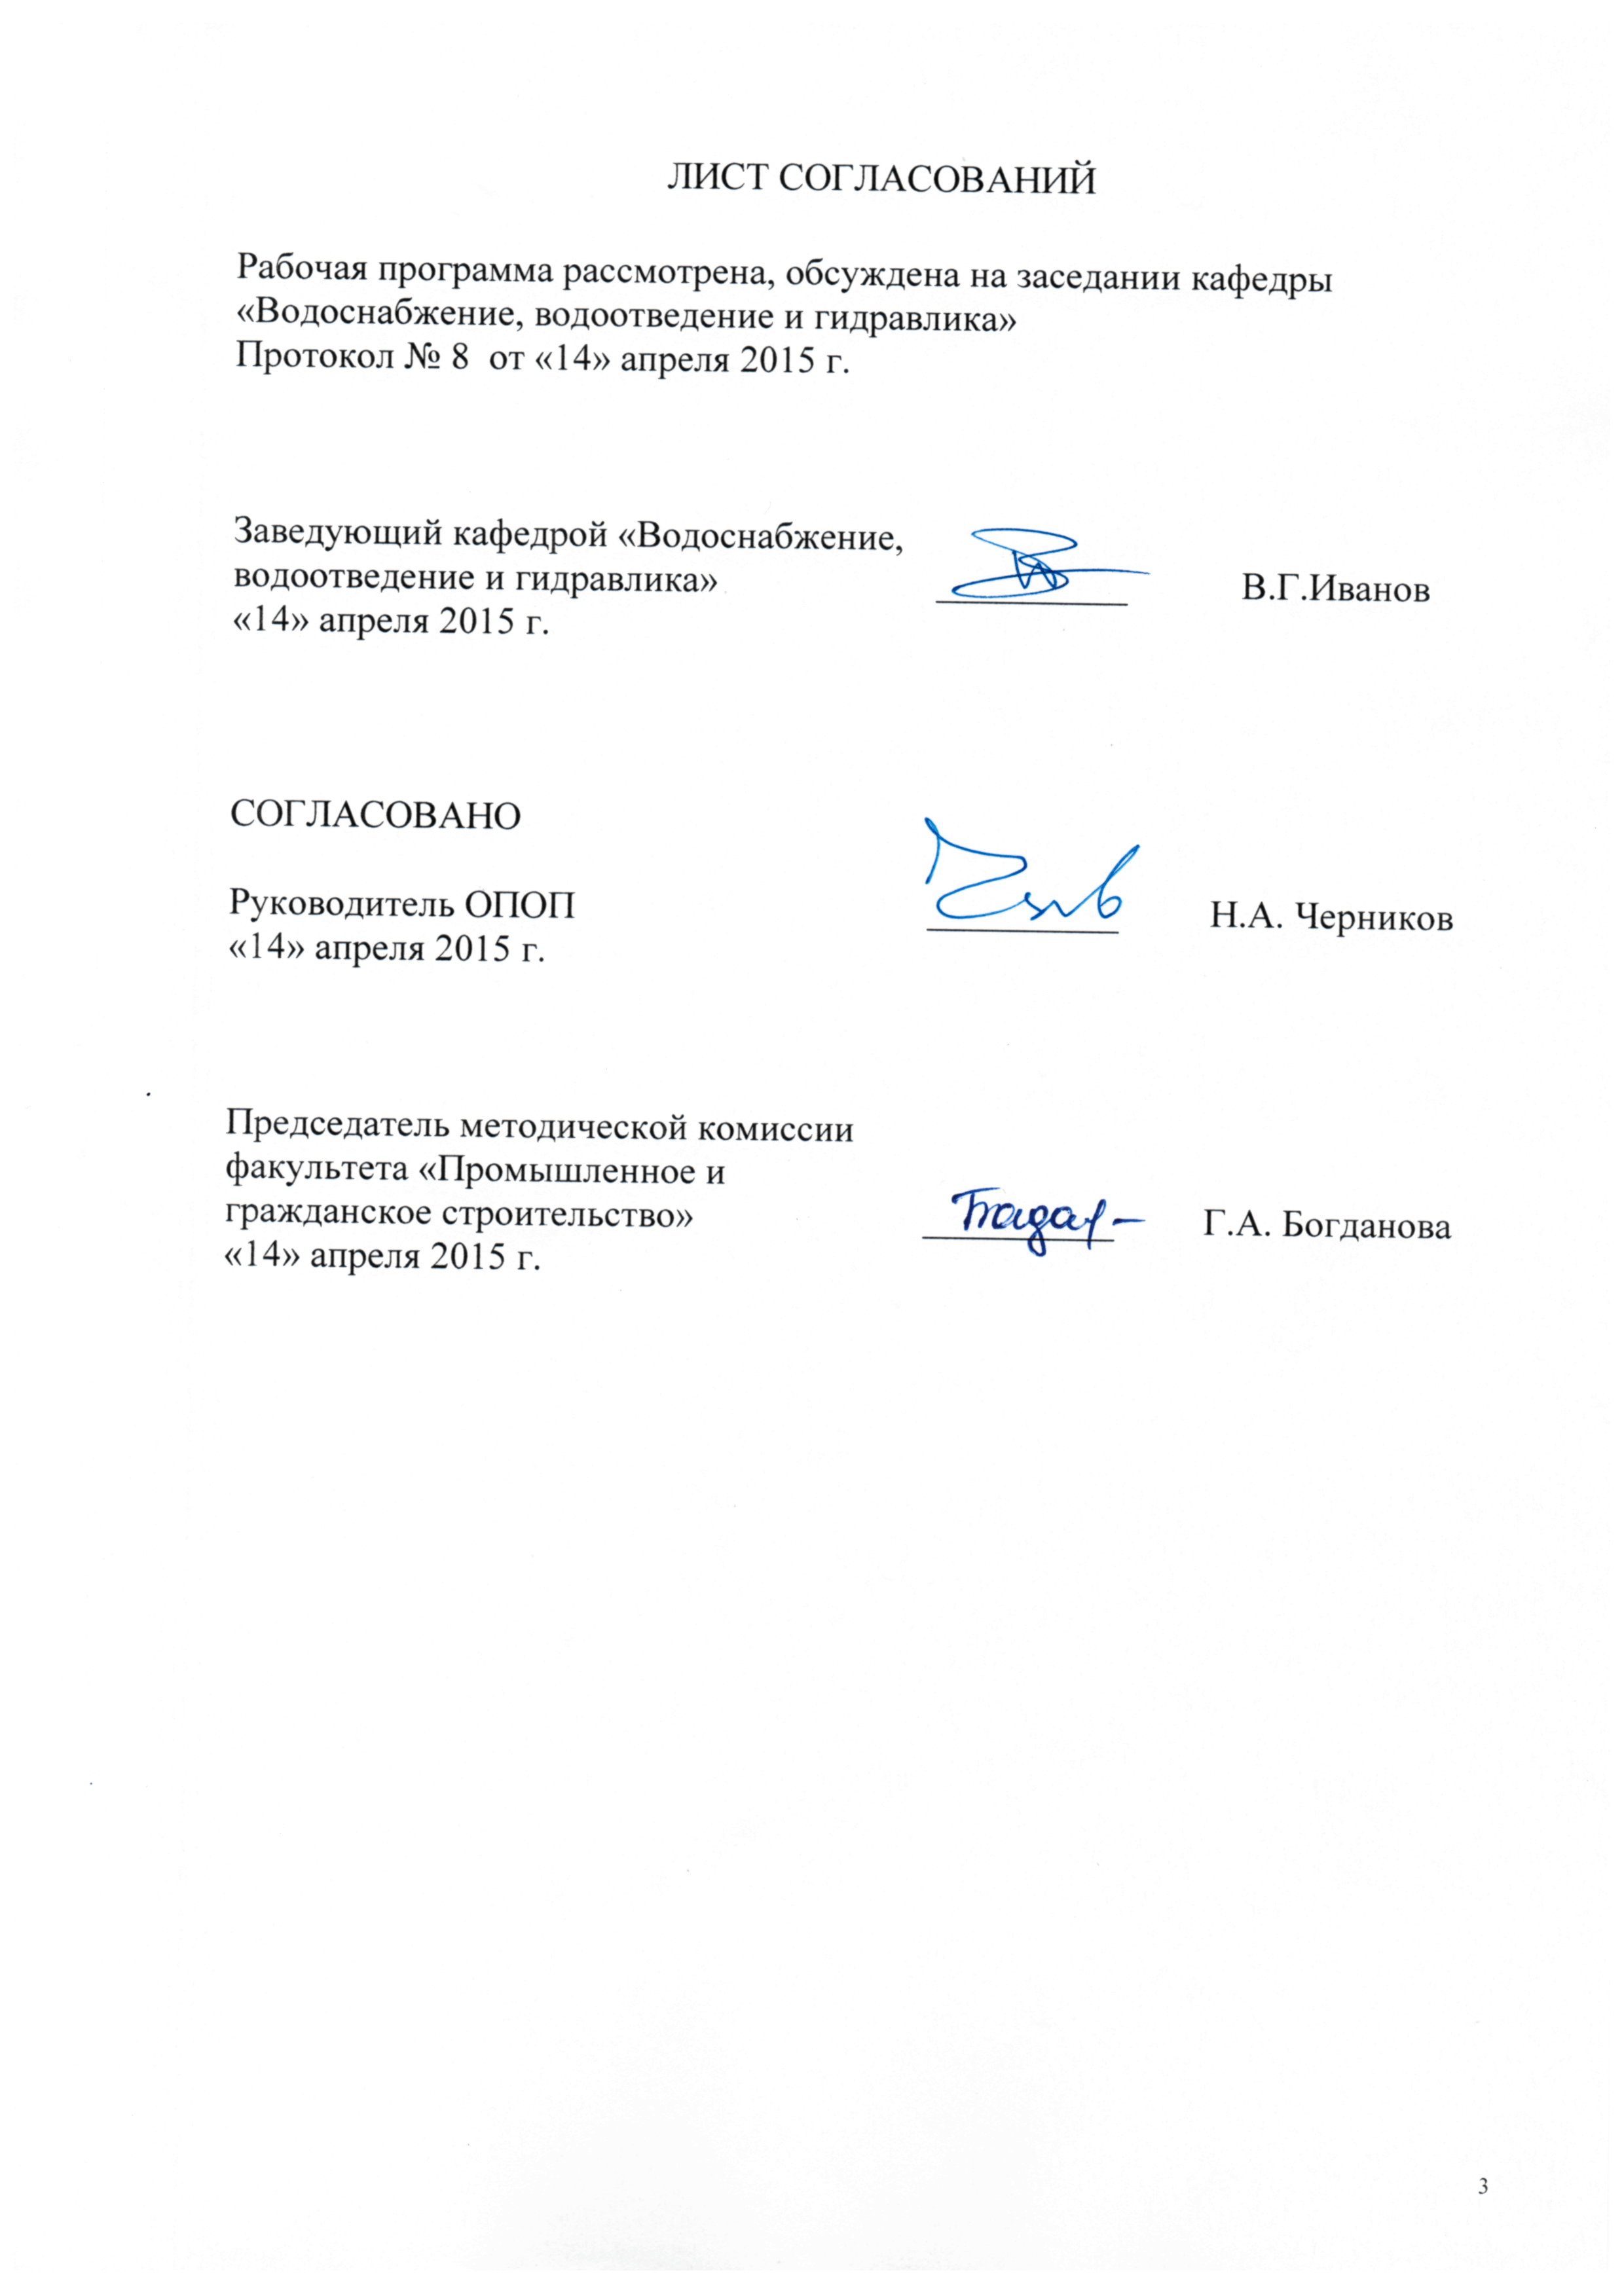 ЛИСТ СОГЛАСОВАНИЙ
Рабочая программа рассмотрена, обсуждена на заседании кафедры
«Водоснабжение, водоотведение и гидравлика»
Протокол № 8 от «14» апреля 2015 г.
Заведующий кафедрой «Водоснабжение,
водоотведение и гидравлика» В.Г.Иванов
«14» апреля 2015 г.
СОГЛАСОВАНО
Руководитель ОПОП Н.А. Черников
«14» апреля 2015 г.
Председатель методической комиссии
факультета «Промышленное и
гражданское строительство» Г.А. Богданова
«14» апреля 2015 г.
3